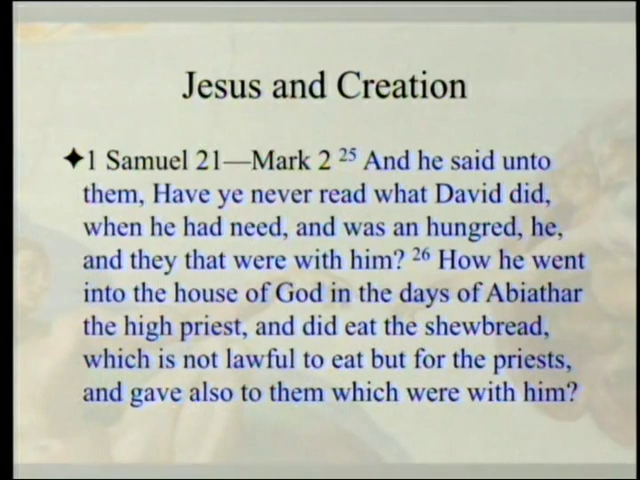 Jesus and Creation
✦1 Samuel 21—Mark 2 25 And he said unto
them, Have ye never read what David did,
when he had need, and was an hungred, he,
and they that were with him? 26 How he went
into the house of God in the days of Abiathar
the high priest, and did eat the shewbread,
which is not lawful to eat but for the priests,
and gave also to them which were with him?